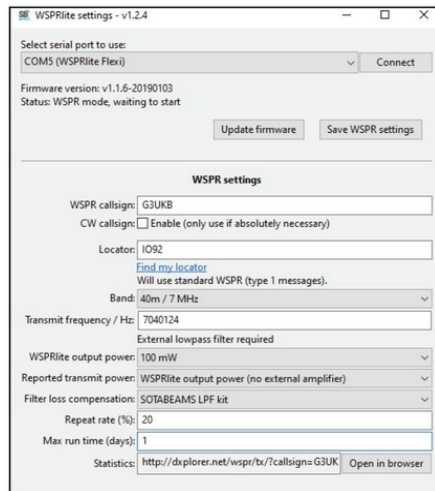 WSPRlite settings - v1.2.4
Select serial port to use:
COM5 (WSPRlite Flexi)
Connect
Firmware version: v1.1.6-20190103
Status: WSPR mode, waiting to start
Update firmware
Save WSPR settings
WSPR settings
WSPR callsign: G3UKB
CW callsign: Enable (only use if absolutely necessary)
Locator: IO92
Find my locator
Will use standard WSPR (type 1 messages).
Band: 40m / 7 MHz
Transmit frequency / Hz: 7040124
External lowpass filter required
WSPRlite output power: 100 mW
Reported transmit power: WSPRlite output power (no external amplifier)
Filter loss compensation: SOTABEAMS LPF kit
Repeat rate (%): 20
Max run time (days): 1
Statistics: http://dxplorer.net/wspr/tx/?callsign=G3UK Open in browser